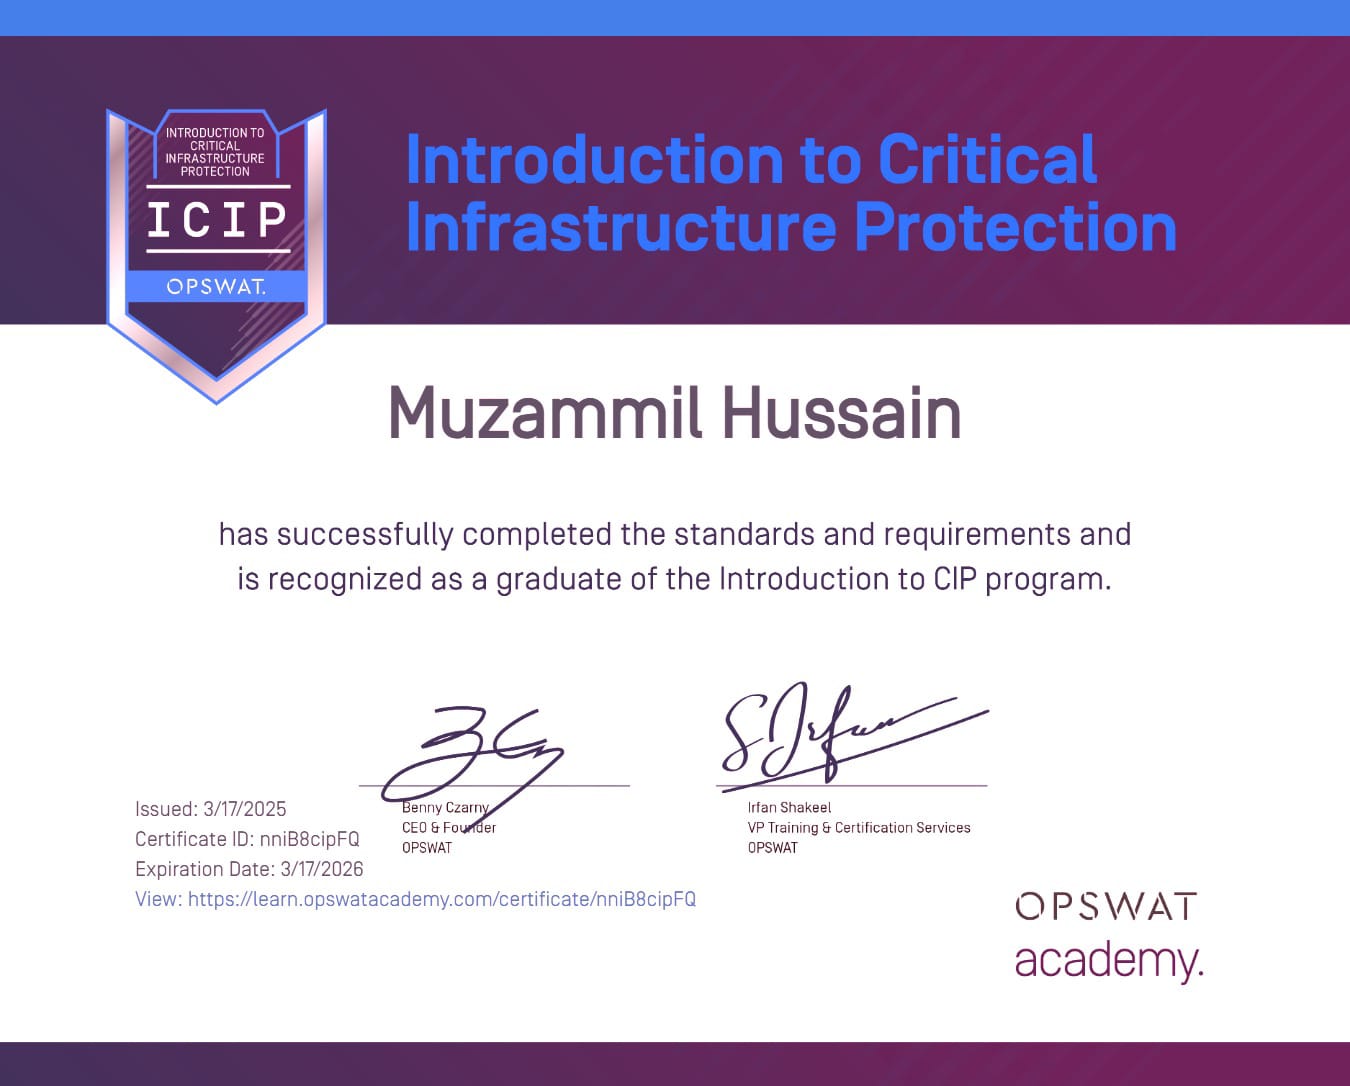 INTRODUCTION TO
CRITICAL
INFRASTRUCTURE
PROTECTION
ICIP
OPSWAT.
Introduction to Critical
Infrastructure Protection
Muzammil Hussain
has successfully completed the standards and requirements and
is recognized as a graduate of the Introduction to CIP program.
Issued: 3/17/2025
Certificate ID: nniB8cipFQ
Expiration Date: 3/17/2026
View: https://learn.opswatacademy.com/certificate/nniB8cipFQ
Benny Czarny
CEO & Founder
OPSWAT
S Irfan
Irfan Shakeel
VP Training & Certification Services
OPSWAT
OPSWAT
academy.